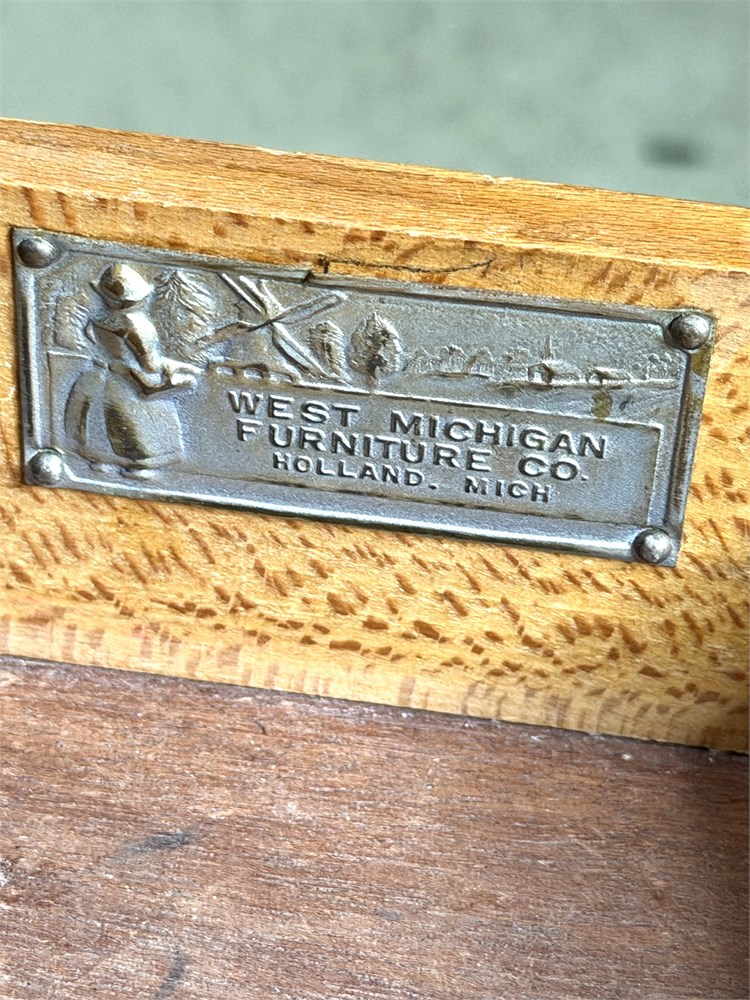 WEST MICHIGAN
FURNITURE CO.
HOLLAND. MICH